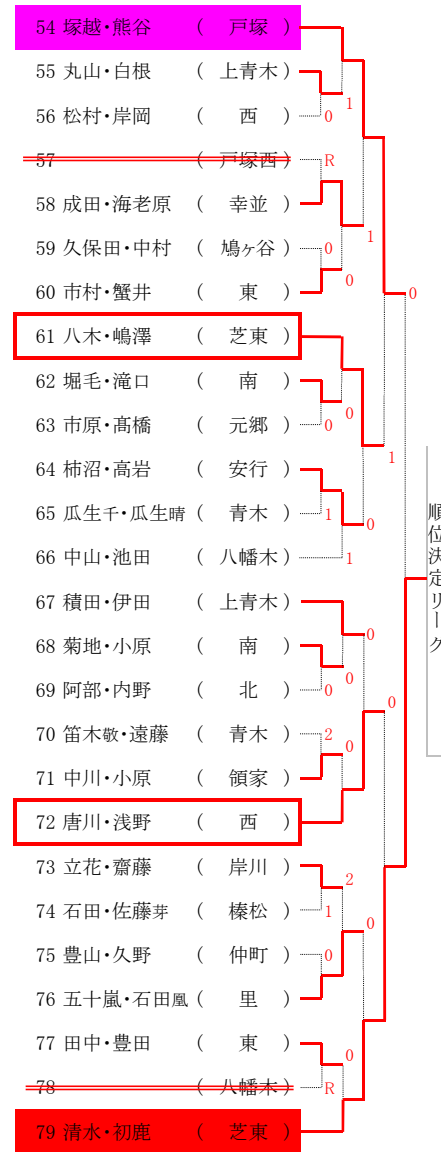 54 塚越・熊谷 ( 戸塚 )
55 丸山・白根 ( 上青木 )
1
56 松村・岸岡 ( 西 ) 0
57 ( 戸塚西 ) R
58 成田・海老原 ( 幸並 )
1
59 久保田・中村 ( 鳩ヶ谷 ) 0
0
60 市村・蟹井 ( 東 )
0
61 八木・嶋澤 ( 芝東 )
62 堀毛・滝口 ( 南 )
0
63 市原・髙橋 ( 元郷 ) 0
1
64 柿沼・高岩 ( 安行 )
65 瓜生千・瓜生晴 ( 青木 ) 1
0
66 中山・池田 ( 八幡木 ) 1
順位決定リーグ
67 積田・伊田 ( 上青木 )
0
68 菊地・小原 ( 南 )
0
69 阿部・内野 ( 北 ) 0
0
70 笛木敬・遠藤 ( 青木 ) 2
0
71 中川・小原 ( 領家 )
72 唐川・浅野 ( 西 )
73 立花・齋藤 ( 岸川 )
2
74 石田・佐藤芽 ( 榛松 ) 1
0
75 豊山・久野 ( 仲町 ) 0
76 五十嵐・石田凰 ( 里 )
77 田中・豊田 ( 東 )
0
78 ( 八幡木 ) R
79 清水・初鹿 ( 芝東 )